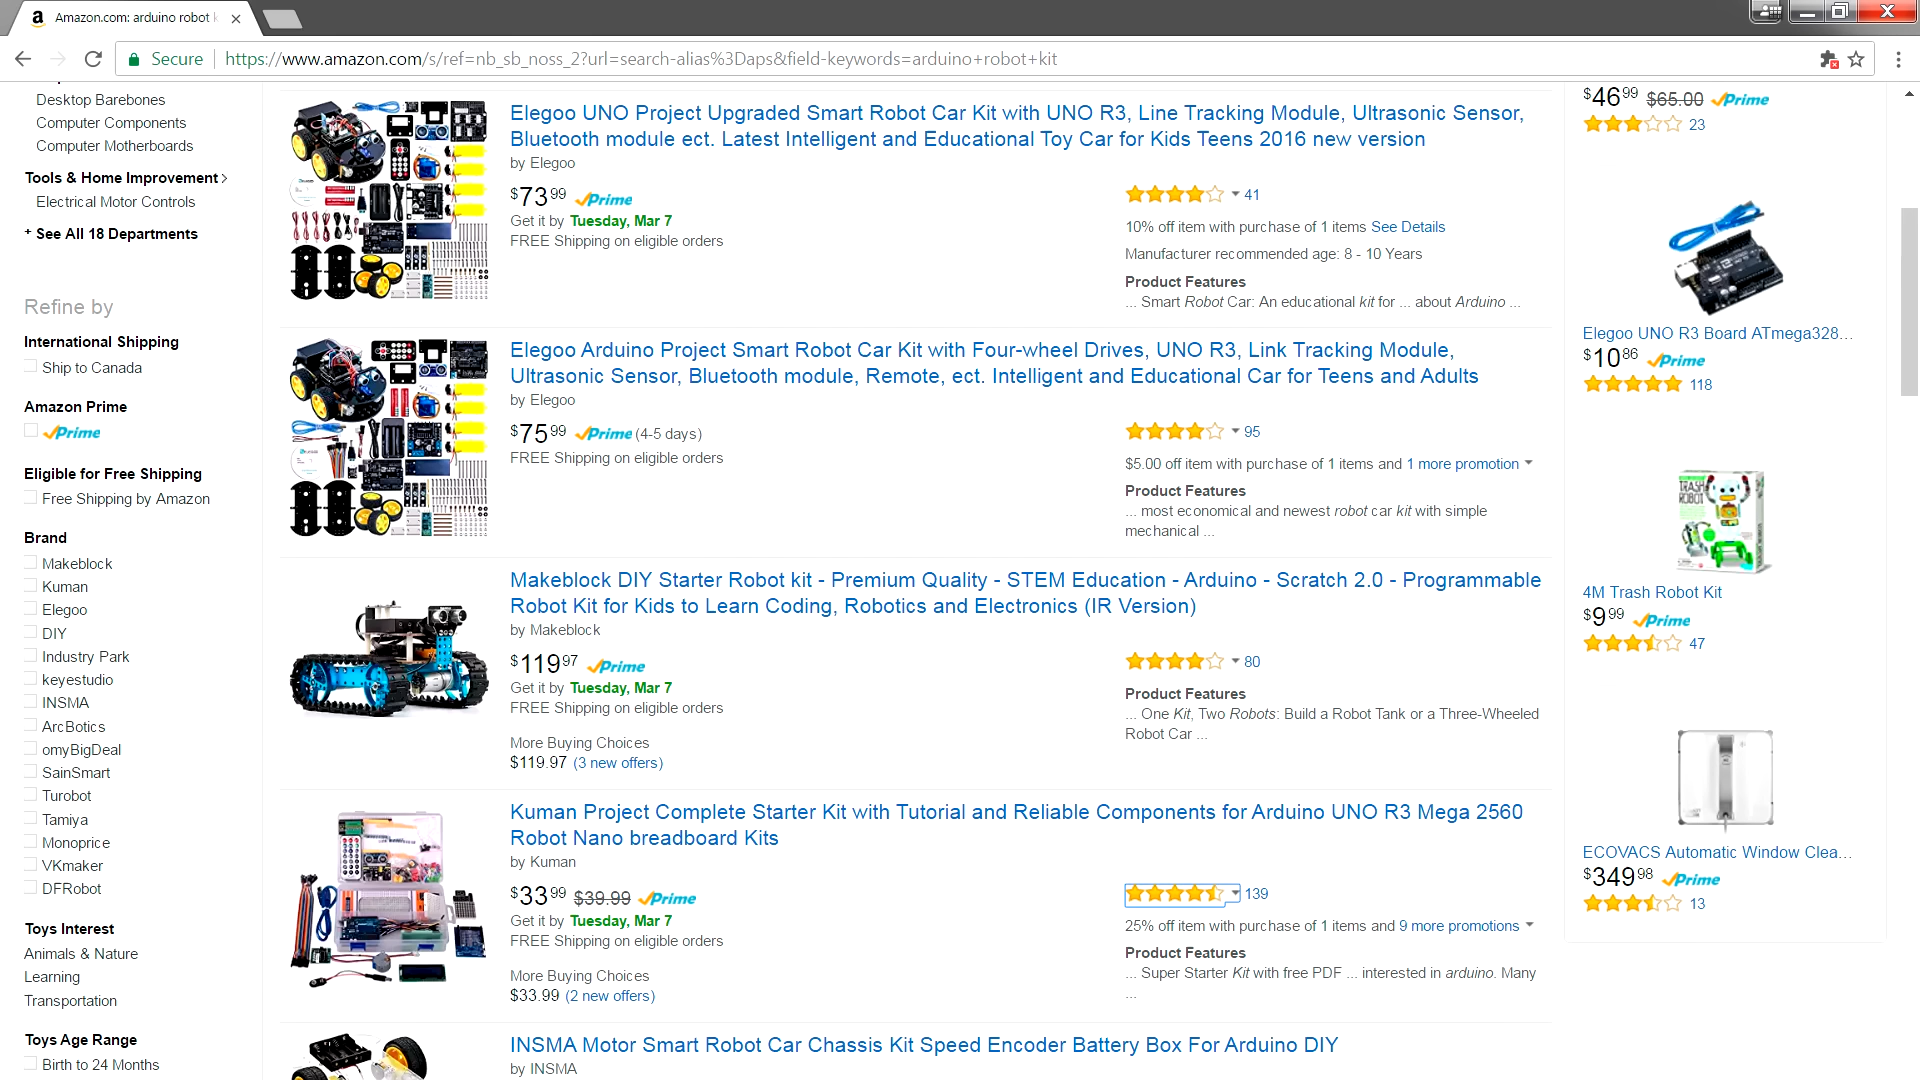 Amazon.com: arduino robot k
Secure
https://www.amazon.com/s/ref=nb_sb_noss_2?url=search-alias%3Daps&field-keywords=arduino+robot+kit
Desktop Barebones
Computer Components
Computer Motherboards
Tools & Home Improvement
Electrical Motor Controls
+ See All 18 Departments
Refine by
International Shipping
Ship to Canada
Amazon Prime
Prime
Eligible for Free Shipping
Free Shipping by Amazon
Brand
Makeblock
Kuman
Elegoo
DIY
Industry Park
keyestudio
INSMA
ArcBotics
omyBigDeal
SainSmart
Turobot
Tamiya
Monoprice
VKmaker
DFRobot
Toys Interest
Animals & Nature
Learning
Transportation
Toys Age Range
Birth to 24 Months
Elegoo UNO Project Upgraded Smart Robot Car Kit with UNO R3, Line Tracking Module, Ultrasonic Sensor,
Bluetooth module ect. Latest Intelligent and Educational Toy Car for Kids Teens 2016 new version
by Elegoo
$73 99 Prime
Get it by Tuesday, Mar 7
FREE Shipping on eligible orders
41
10% off item with purchase of 1 items See Details
Manufacturer recommended age: 8 - 10 Years
Product Features
... Smart Robot Car: An educational kit for ... about Arduino ...
Elegoo Arduino Project Smart Robot Car Kit with Four-wheel Drives, UNO R3, Link Tracking Module,
Ultrasonic Sensor, Bluetooth module, Remote, ect. Intelligent and Educational Car for Teens and Adults
by Elegoo
$75 99 Prime (4-5 days)
FREE Shipping on eligible orders
95
$5.00 off item with purchase of 1 items and 1 more promotion
Product Features
... most economical and newest robot car kit with simple
mechanical ...
Makeblock DIY Starter Robot kit - Premium Quality - STEM Education - Arduino - Scratch 2.0 - Programmable
Robot Kit for Kids to Learn Coding, Robotics and Electronics (IR Version)
by Makeblock
$119 97 Prime
Get it by Tuesday, Mar 7
FREE Shipping on eligible orders
More Buying Choices
$119.97 (3 new offers)
80
Product Features
... One Kit, Two Robots: Build a Robot Tank or a Three-Wheeled
Robot Car ...
Kuman Project Complete Starter Kit with Tutorial and Reliable Components for Arduino UNO R3 Mega 2560
Robot Nano breadboard Kits
by Kuman
$33 99 $39.99 Prime
Get it by Tuesday, Mar 7
FREE Shipping on eligible orders
More Buying Choices
$33.99 (2 new offers)
139
25% off item with purchase of 1 items and 9 more promotions
Product Features
... Super Starter Kit with free PDF ... interested in arduino. Many
...
INSMA Motor Smart Robot Car Chassis Kit Speed Encoder Battery Box For Arduino DIY
by INSMA
$46 99 $65.00 Prime
23
Elegoo UNO R3 Board ATmega328...
$10 86 Prime
118
TRASH
ROBOT
4M Trash Robot Kit
$9 99 Prime
47
ECOVACS Automatic Window Clea...
$349 98 Prime
13